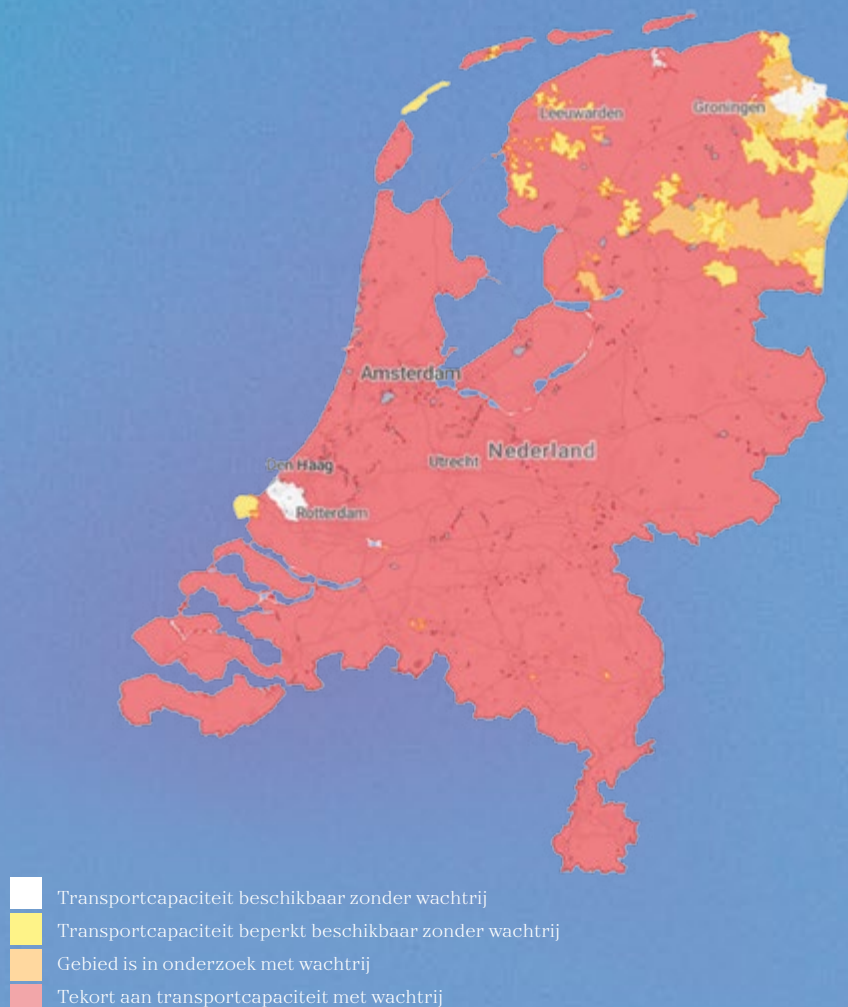 Leeuwarden
Groningen
Amsterdam
Nederland
Utrecht
Den Haag
Rotterdam
Transportcapaciteit beschikbaar zonder wachtrij
Transportcapaciteit beperkt beschikbaar zonder wachtrij
Gebied is in onderzoek met wachtrij
Tekort aan transportcapaciteit met wachtrij